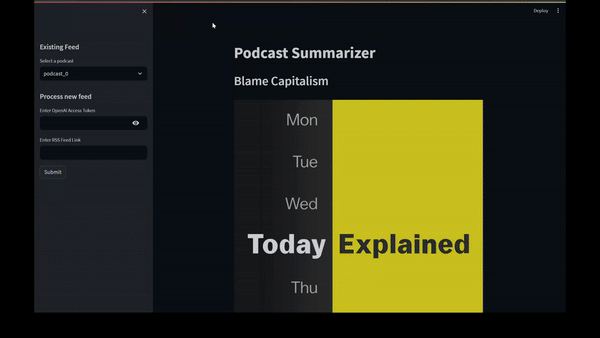 Deploy
Existing Feed
Select a podcast
podcast_0
Process new feed
Enter OpenAI Access Token
Enter RSS Feed Link
Submit
Podcast Summarizer
Blame Capitalism
Mon
Tue
Wed
Today Explained
Thu